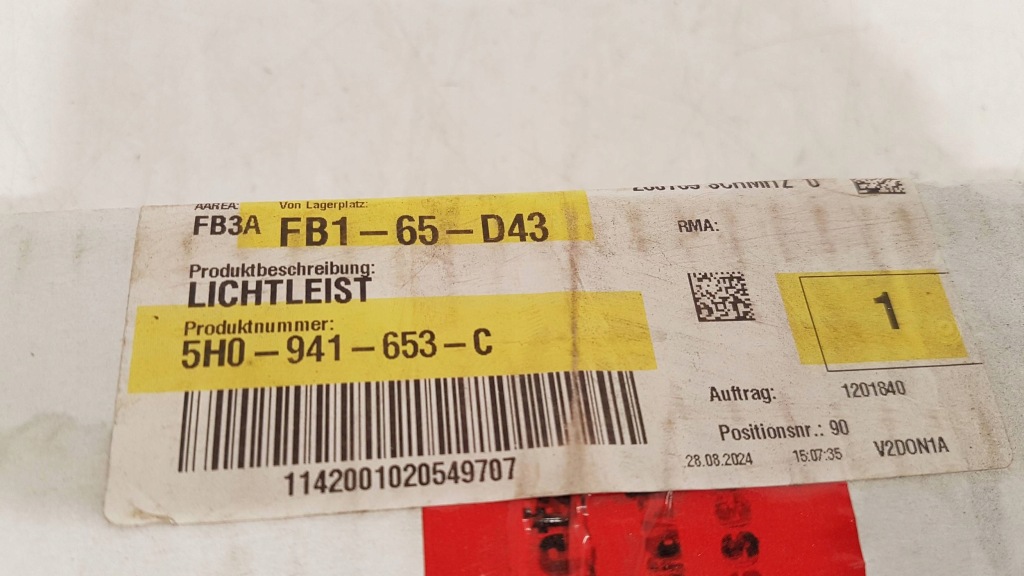 AAREA: Von Lagerplatz:
FB3A FB1-65-D43
RMA:
Produktbeschreibung:
LICHTLEIST
Produktnummer:
5H0-941-653-C
1
Auftrag: 1201840
Positionsnr.: 90
28.08.2024 15:07:35 V2DON1A
1142001020549707